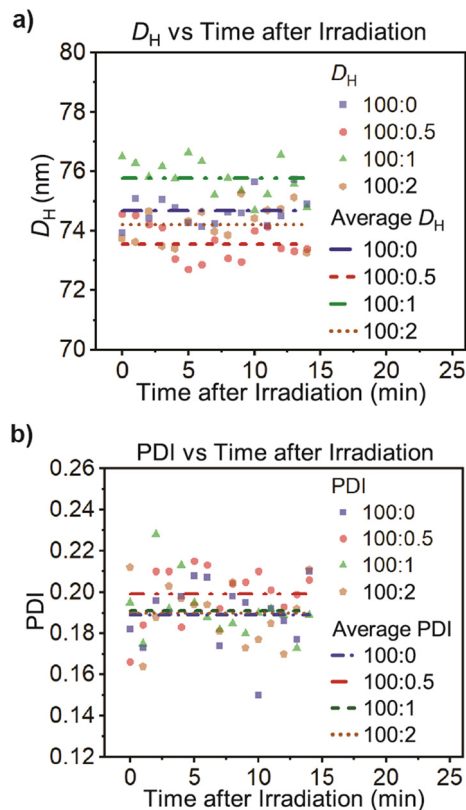 a)
D_H vs Time after Irradiation
80
78
76
74
72
70
D_H (nm)
0 5 10 15 20 25
Time after Irradiation (min)
D_H
100:0
100:0.5
100:1
100:2
Average D_H
100:0
100:0.5
100:1
100:2
b)
PDI vs Time after Irradiation
0.26
0.24
0.22
0.20
0.18
0.16
0.14
0.12
PDI
0 5 10 15 20 25
Time after Irradiation (min)
PDI
100:0
100:0.5
100:1
100:2
Average PDI
100:0
100:0.5
100:1
100:2